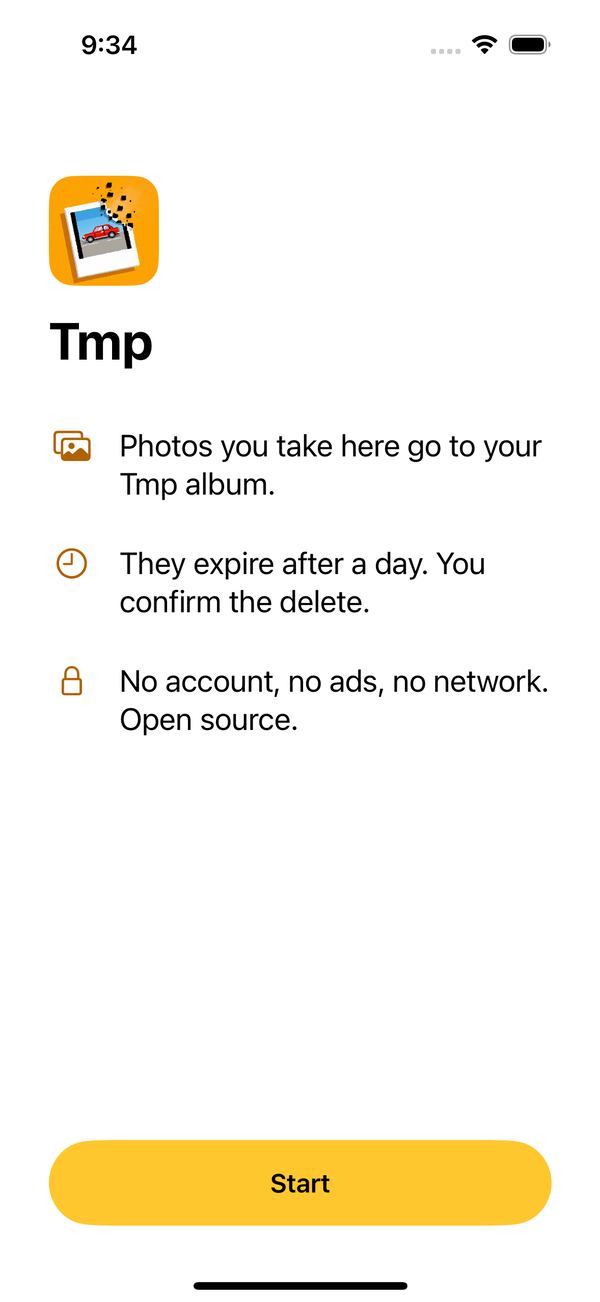 9:34
Tmp
Photos you take here go to your
Tmp album.
They expire after a day. You
confirm the delete.
No account, no ads, no network.
Open source.
Start